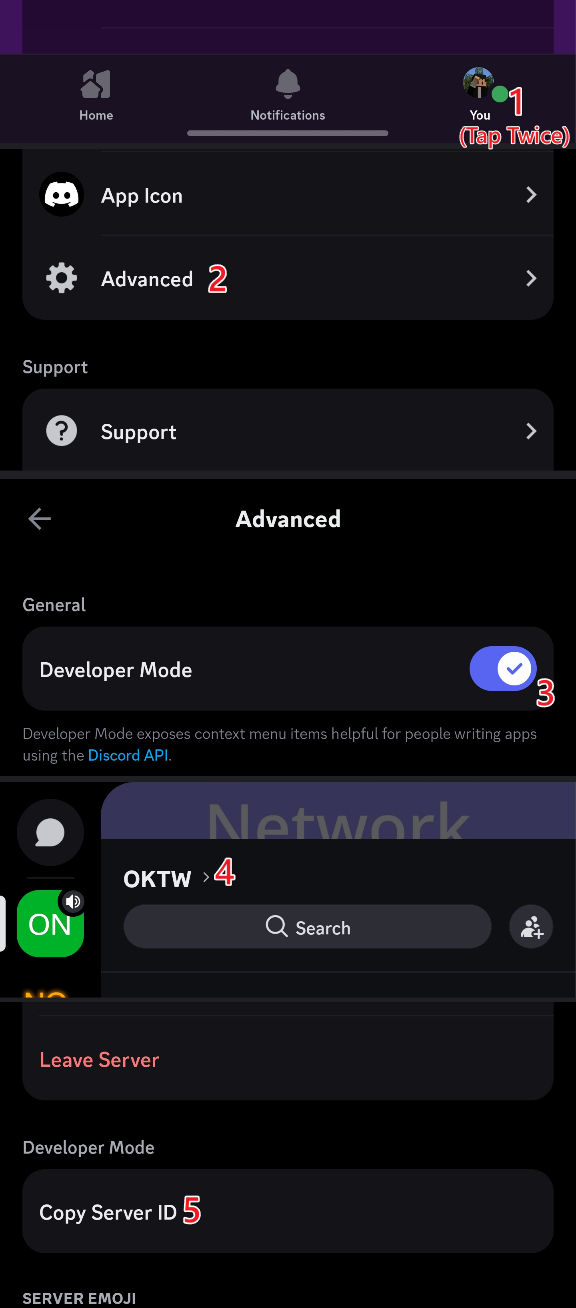 Home
Notifications
You
1
(Tap Twice)
App Icon
Advanced 2
Support
Support
Advanced
General
Developer Mode
3
Developer Mode exposes context menu items helpful for people writing apps
using the Discord API.
Network
OKTW 4
ON
Search
NO
Leave Server
Developer Mode
Copy Server ID 5
SERVER EMOJI